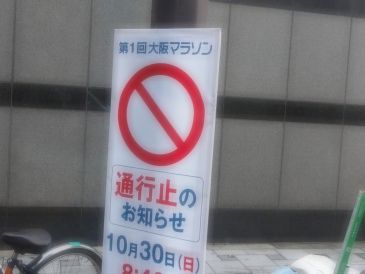 第1回大阪マラソン
通行止の
お知らせ
10月30日(日)